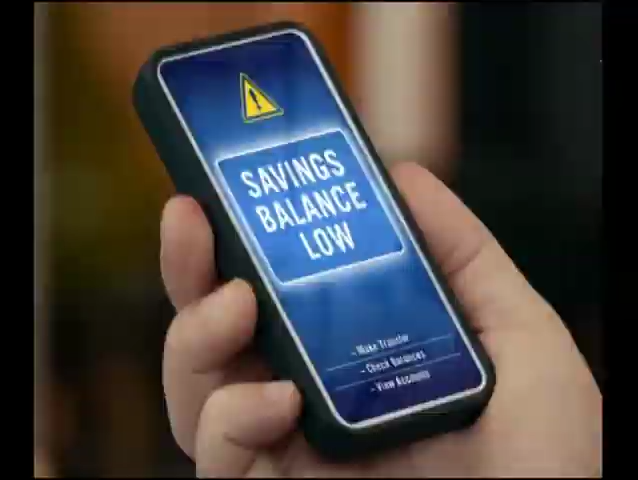 SAVINGS
BALANCE
LOW
- Make Transfer
- Check Balances
- View Accounts